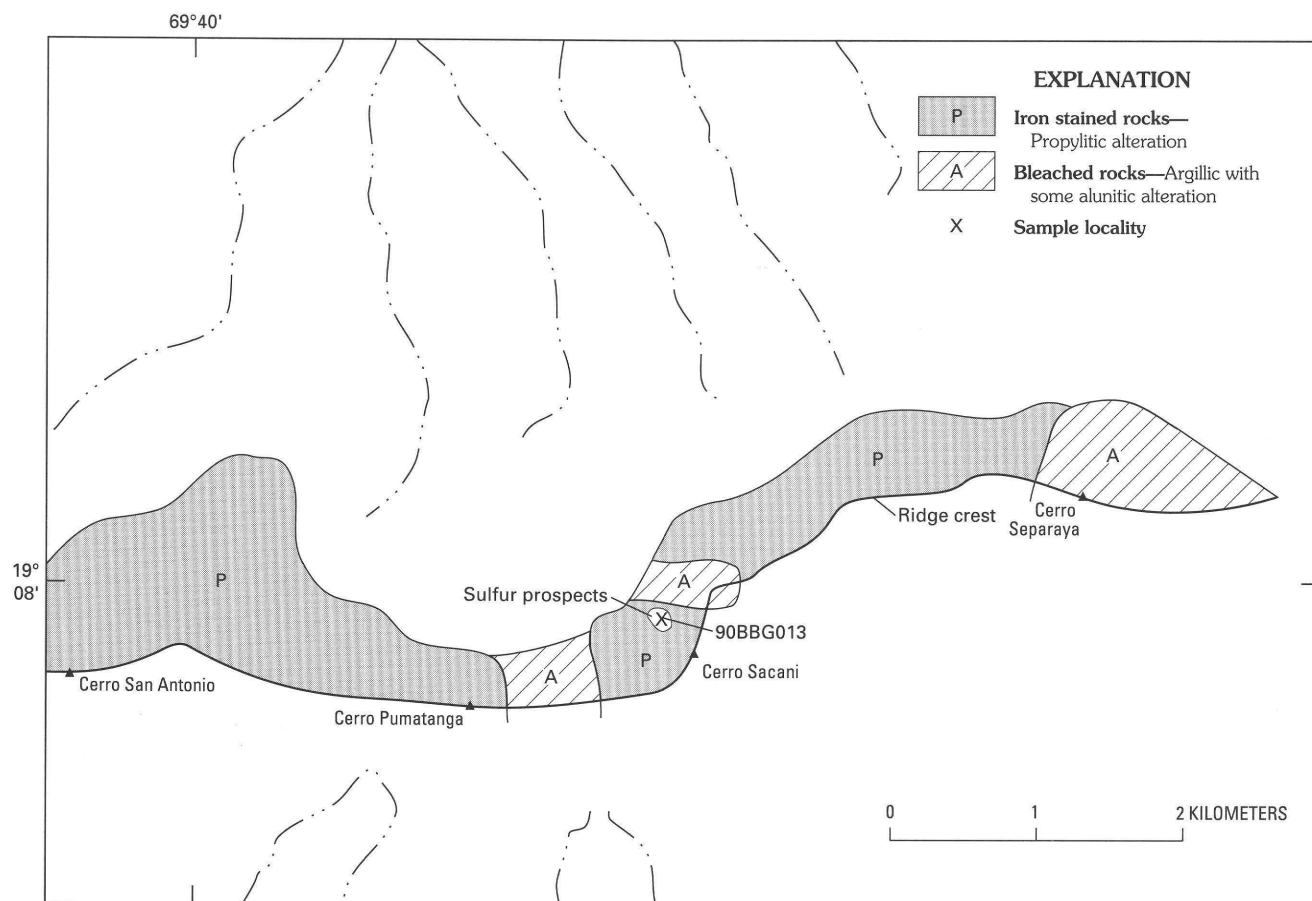 69°40'
EXPLANATION
P
Iron stained rocks—
Propylitic alteration
A
Bleached rocks—Argillic with
some alunitic alteration
X
Sample locality
P
A
Ridge crest
Cerro
Separaya
19°
08'
P
A
Sulfur prospects
X
90BBG013
P
Cerro Sacani
A
Cerro San Antonio
Cerro Pumatanga
0 1 2 KILOMETERS